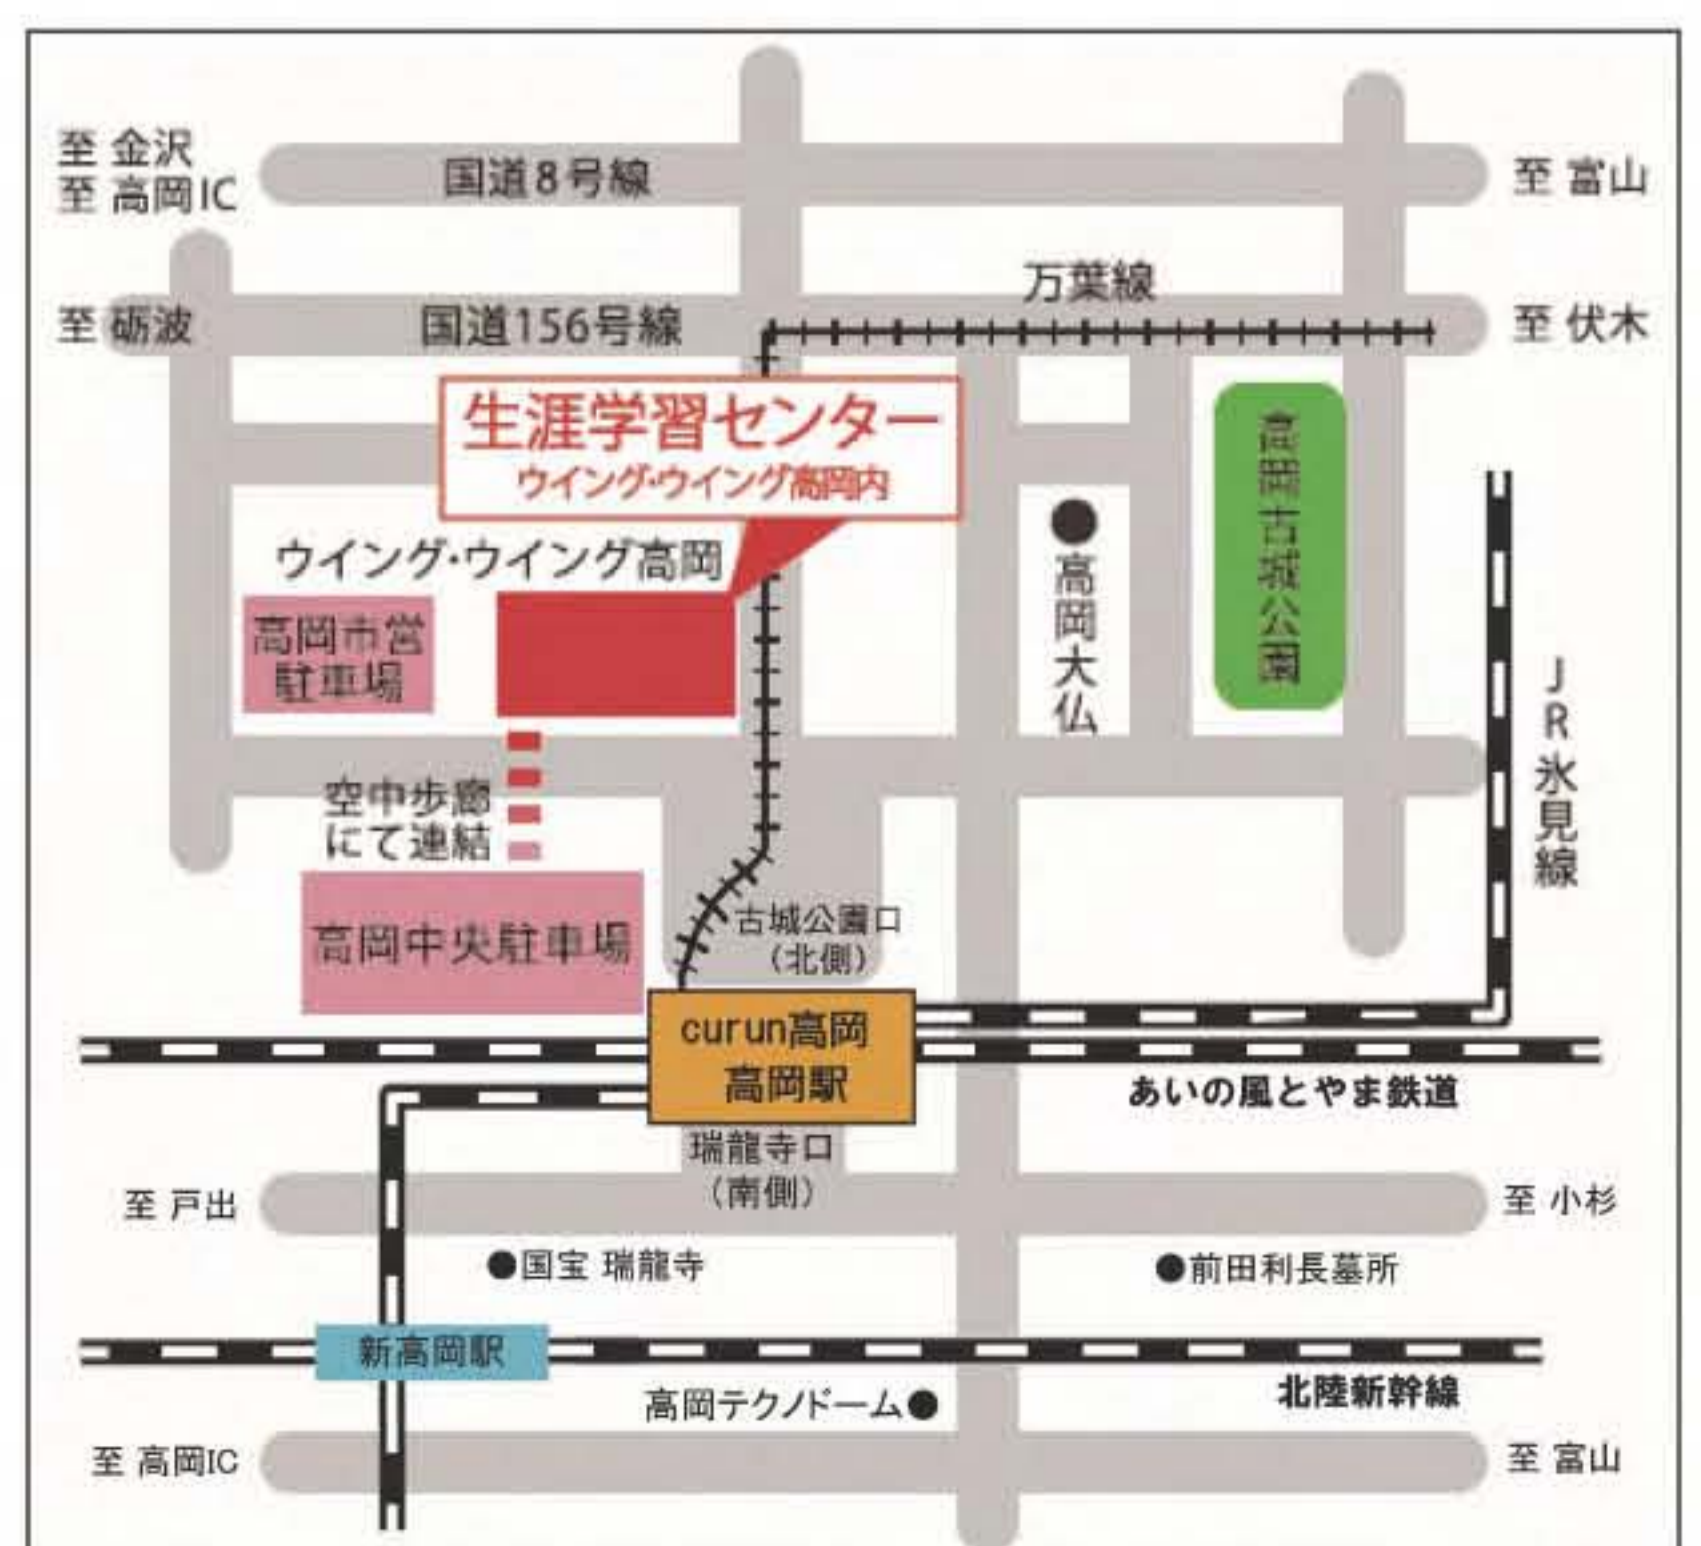 至 金沢
至 高岡IC
国道8号線
至 富山
万葉線
至 砺波
国道156号線
至 伏木
生涯学習センター
ウイング・ウイング高岡内
高岡古城公園
ウイング・ウイング高岡
高岡大仏
高岡市営
駐車場
JR氷見線
空中歩廊
にて連結
高岡中央駐車場
古城公園口
（北側）
curun高岡
高岡駅
あいの風とやま鉄道
瑞龍寺口
（南側）
至 戸出
至 小杉
●国宝 瑞龍寺
●前田利長墓所
新高岡駅
北陸新幹線
高岡テクノドーム●
至 高岡IC
至 富山